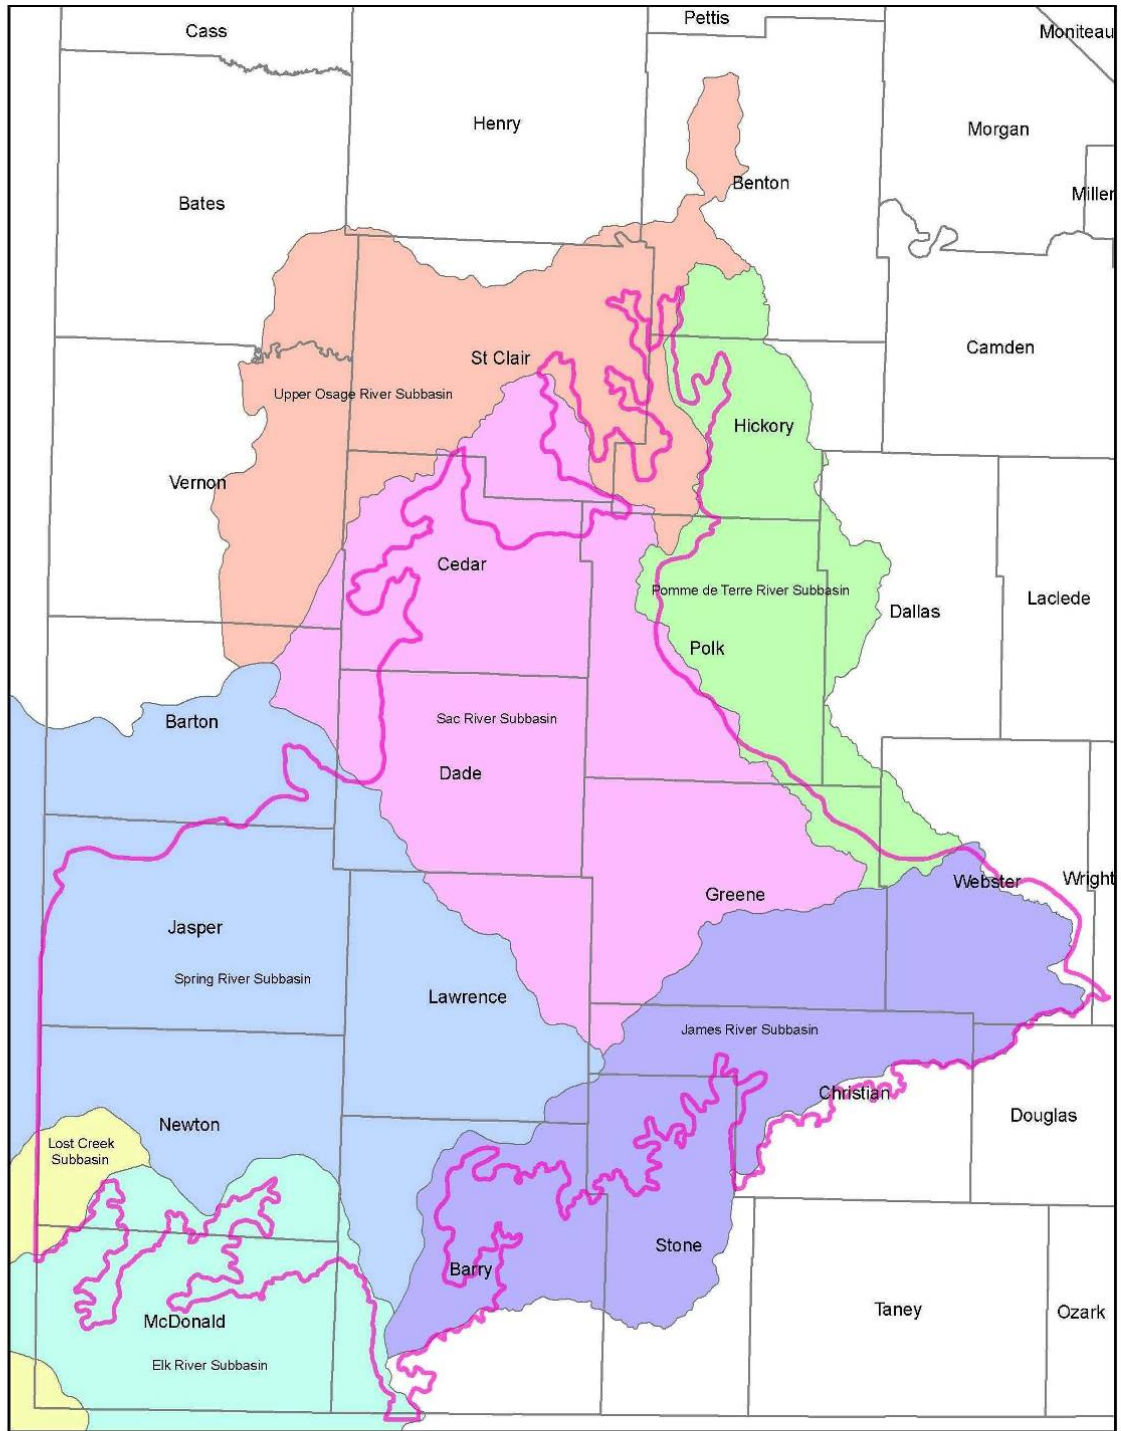 Pettis
Cass
Moniteau
Henry
Morgan
Benton
Miller
Bates
Camden
St Clair
Upper Osage River Subbasin
Hickory
Vernon
Cedar
Pomme de Terre River Subbasin
Laclede
Dallas
Polk
Sac River Subbasin
Barton
Dade
Webster
Wright
Greene
Jasper
Spring River Subbasin
Lawrence
James River Subbasin
Christian
Douglas
Newton
Lost Creek
Subbasin
Stone
Barry
Taney
Ozark
McDonald
Elk River Subbasin